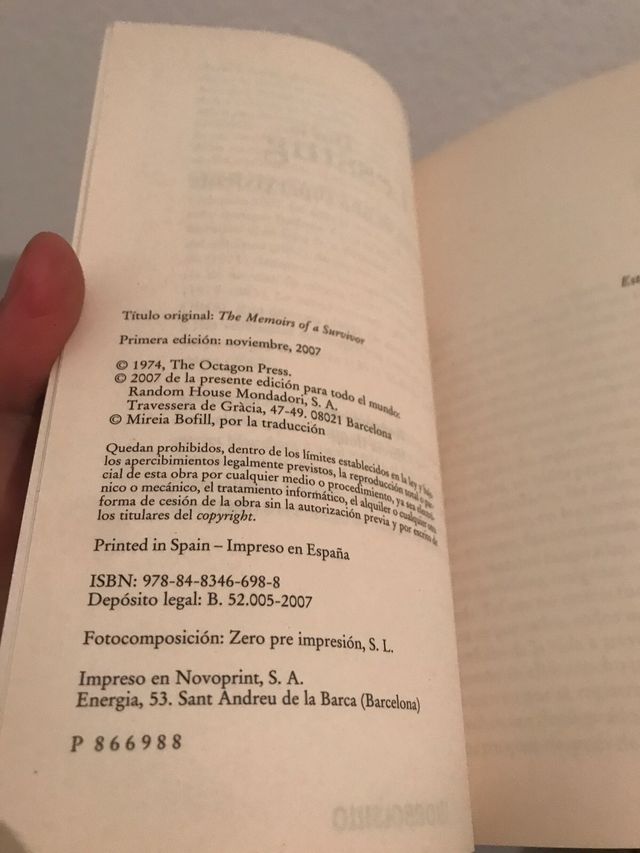 Título original: The Memoirs of a Survivor
Primera edición: noviembre, 2007
© 1974, The Octagon Press.
© 2007 de la presente edición para todo el mundo:
Random House Mondadori, S. A.
Travessera de Gràcia, 47-49. 08021 Barcelona
© Mireia Bofill, por la traducción
Quedan prohibidos, dentro de los límites establecidos en la ley y bajo
los apercibimientos legalmente previstos, la reproducción total o par-
cial de esta obra por cualquier medio o procedimiento, ya sea electró-
nico o mecánico, el tratamiento informático, el alquiler o cualquier otra
forma de cesión de la obra sin la autorización previa y por escrito de
los titulares del copyright.
Printed in Spain – Impreso en España
ISBN: 978-84-8346-698-8
Depósito legal: B. 52.005-2007
Fotocomposición: Zero pre impresión, S. L.
Impreso en Novoprint, S. A.
Energia, 53. Sant Andreu de la Barca (Barcelona)
P 866988
Est